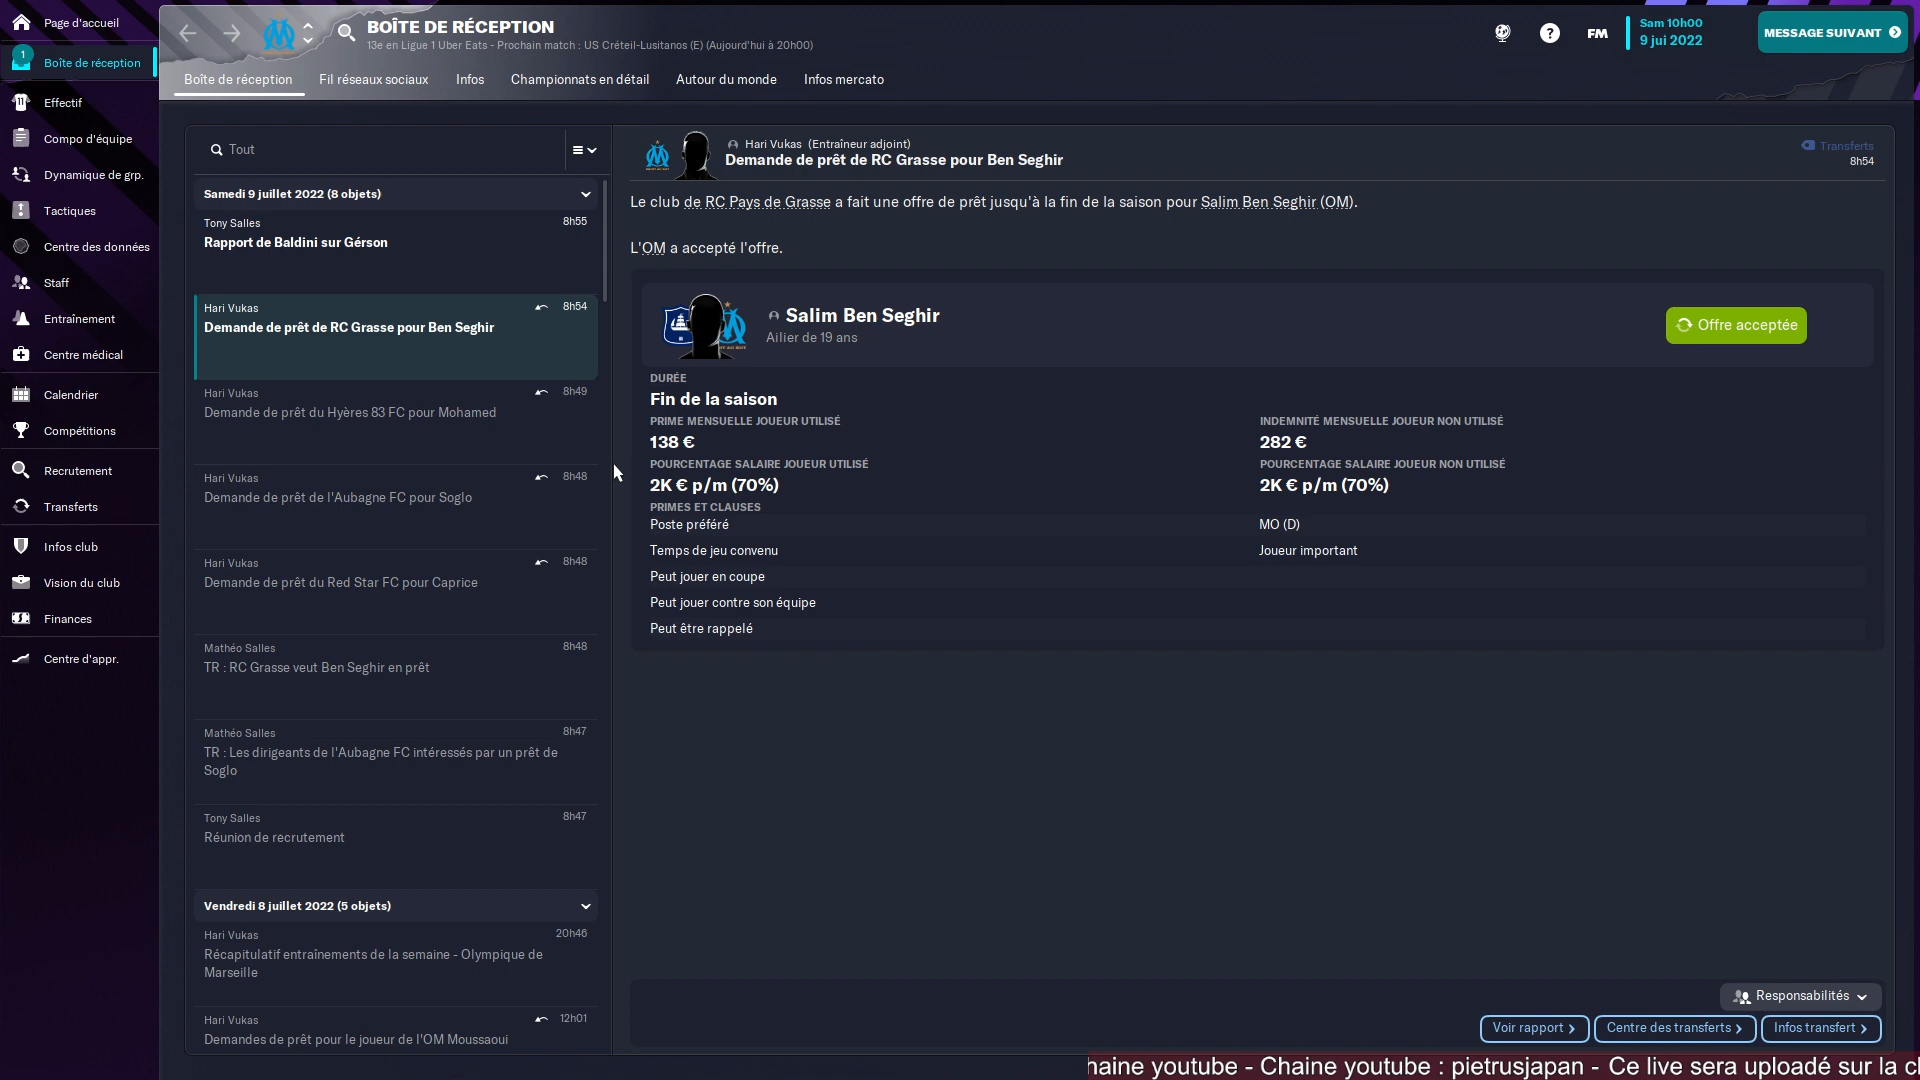 Page d'accueil
1
Boîte de réception
Effectif
Compo d'équipe
Dynamique de grp.
Tactiques
Centre des données
Staff
Entraînement
Centre médical
Calendrier
Compétitions
Recrutement
Transferts
Infos club
Vision du club
Finances
Centre d'appr.
BOÎTE DE RÉCEPTION
13e en Ligue 1 Uber Eats - Prochain match : US Créteil-Lusitanos (E) (Aujourd'hui à 20h00)
FM
Sam 10h00
9 jui 2022
MESSAGE SUIVANT
Boîte de réception Fil réseaux sociaux Infos Championnats en détail Autour du monde Infos mercato
Tout
Samedi 9 juillet 2022 (8 objets)
Tony Salles 8h55
Rapport de Baldini sur Gérson
Hari Vukas 8h54
Demande de prêt de RC Grasse pour Ben Seghir
Hari Vukas 8h49
Demande de prêt du Hyères 83 FC pour Mohamed
Hari Vukas 8h48
Demande de prêt de l'Aubagne FC pour Soglo
Hari Vukas 8h48
Demande de prêt du Red Star FC pour Caprice
Mathéo Salles 8h48
TR : RC Grasse veut Ben Seghir en prêt
Mathéo Salles 8h47
TR : Les dirigeants de l'Aubagne FC intéressés par un prêt de
Soglo
Tony Salles 8h47
Réunion de recrutement
Vendredi 8 juillet 2022 (5 objets)
Hari Vukas 20h46
Récapitulatif entraînements de la semaine - Olympique de
Marseille
Hari Vukas 12h01
Demandes de prêt pour le joueur de l'OM Moussaoui
Hari Vukas (Entraîneur adjoint)
Demande de prêt de RC Grasse pour Ben Seghir
Transferts
8h54
Le club de RC Pays de Grasse a fait une offre de prêt jusqu'à la fin de la saison pour Salim Ben Seghir (OM).
L'OM a accepté l'offre.
Salim Ben Seghir
Ailier de 19 ans
Offre acceptée
DURÉE
Fin de la saison
PRIME MENSUELLE JOUEUR UTILISÉ INDEMNITÉ MENSUELLE JOUEUR NON UTILISÉ
138 € 282 €
POURCENTAGE SALAIRE JOUEUR UTILISÉ POURCENTAGE SALAIRE JOUEUR NON UTILISÉ
2K € p/m (70%) 2K € p/m (70%)
PRIMES ET CLAUSES
Poste préféré MO (D)
Temps de jeu convenu Joueur important
Peut jouer en coupe
Peut jouer contre son équipe
Peut être rappelé
Responsabilités
Voir rapport Centre des transferts Infos transfert
haine youtube - Chaine youtube : pietrusjapan - Ce live sera uploadé sur la c